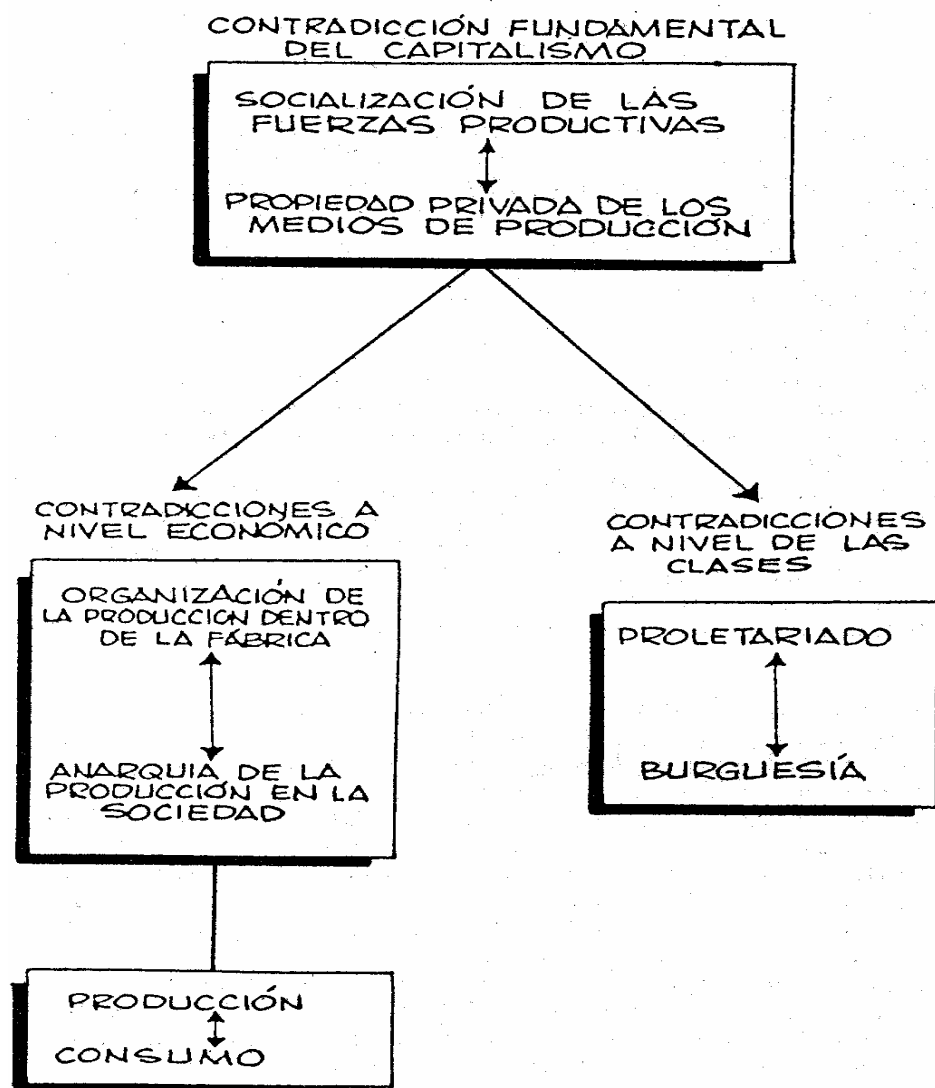 CONTRADICCIÓN FUNDAMENTAL
DEL CAPITALISMO
SOCIALIZACIÓN DE LAS
FUERZAS PRODUCTIVAS
PROPIEDAD PRIVADA DE LOS
MEDIOS DE PRODUCCIÓN
CONTRADICCIONES A
NIVEL ECONÓMICO
ORGANIZACIÓN DE
LA PRODUCCION DENTRO
DE LA FÁBRICA
ANARQUIA DE LA
PRODUCCIÓN EN LA
SOCIEDAD
PRODUCCIÓN
CONSUMO
CONTRADICCIONES
A NIVEL DE LAS
CLASES
PROLETARIADO
BURGUESÍA